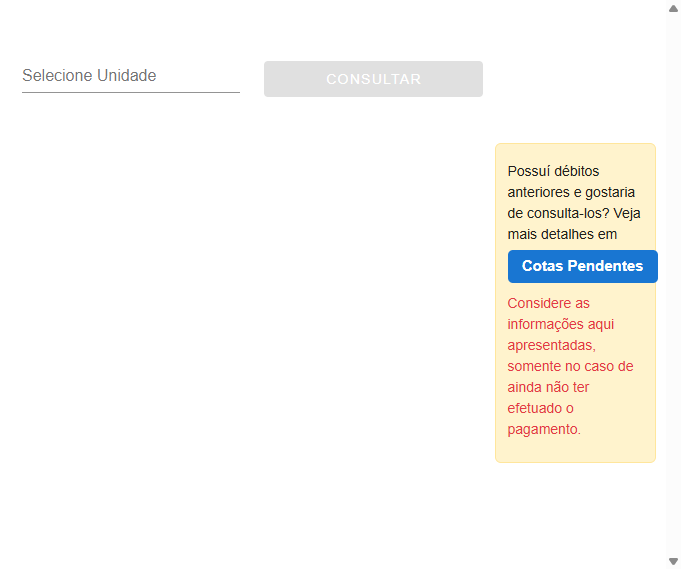 Selecione Unidade
CONSULTAR
Possuí débitos
anteriores e gostaria
de consulta-los? Veja
mais detalhes em
Cotas Pendentes
Considere as
informações aqui
apresentadas,
somente no caso de
ainda não ter
efetuado o
pagamento.